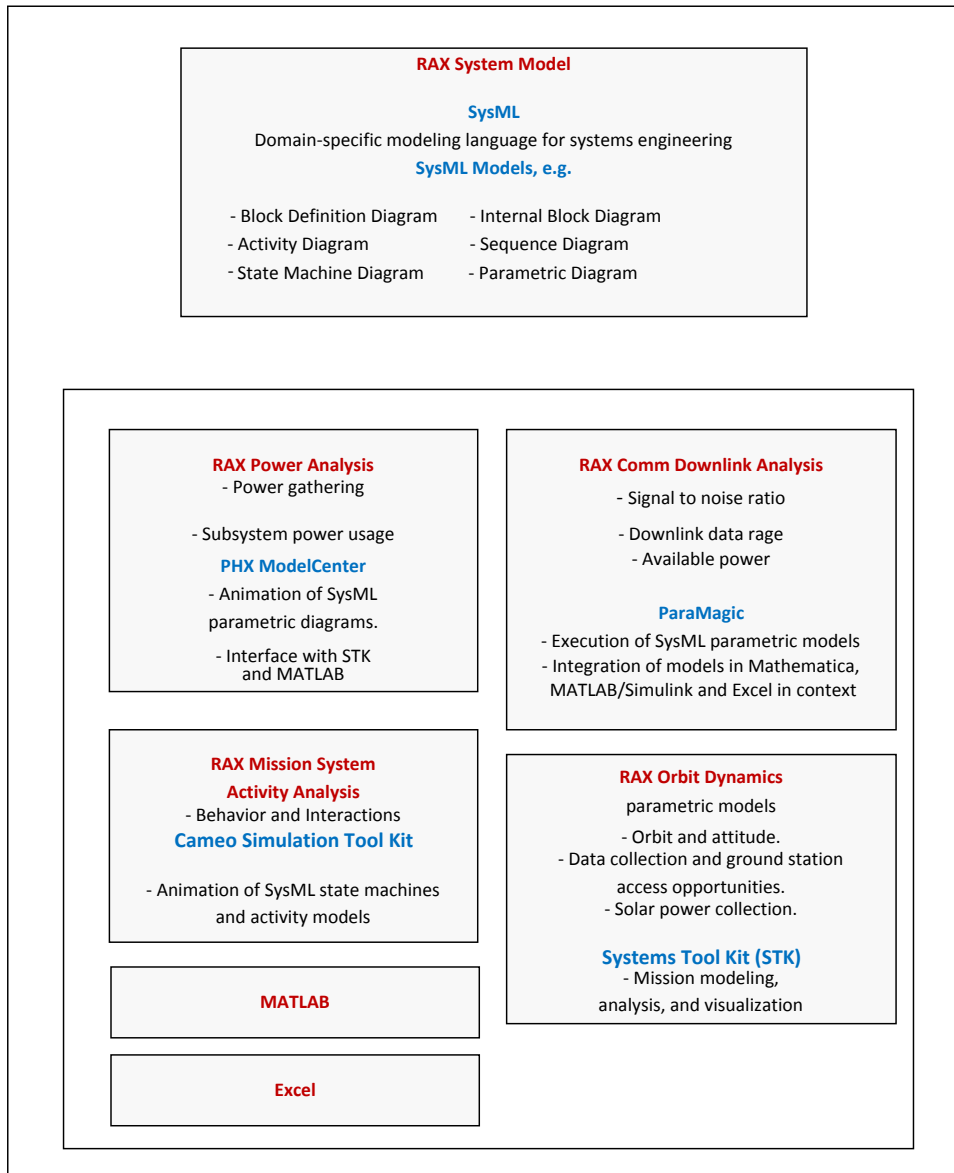 RAX System Model
SysML
Domain-specific modeling language for systems engineering
SysML Models, e.g.
- Block Definition Diagram - Internal Block Diagram
- Activity Diagram - Sequence Diagram
- State Machine Diagram - Parametric Diagram
RAX Power Analysis
- Power gathering
- Subsystem power usage
PHX ModelCenter
- Animation of SysML
parametric diagrams.
- Interface with STK
and MATLAB
RAX Comm Downlink Analysis
- Signal to noise ratio
- Downlink data rage
- Available power
ParaMagic
- Execution of SysML parametric models
- Integration of models in Mathematica,
MATLAB/Simulink and Excel in context
RAX Mission System
Activity Analysis
- Behavior and Interactions
Cameo Simulation Tool Kit
- Animation of SysML state machines
and activity models
RAX Orbit Dynamics
parametric models
- Orbit and attitude.
- Data collection and ground station
access opportunities.
- Solar power collection.
Systems Tool Kit (STK)
- Mission modeling,
analysis, and visualization
MATLAB
Excel